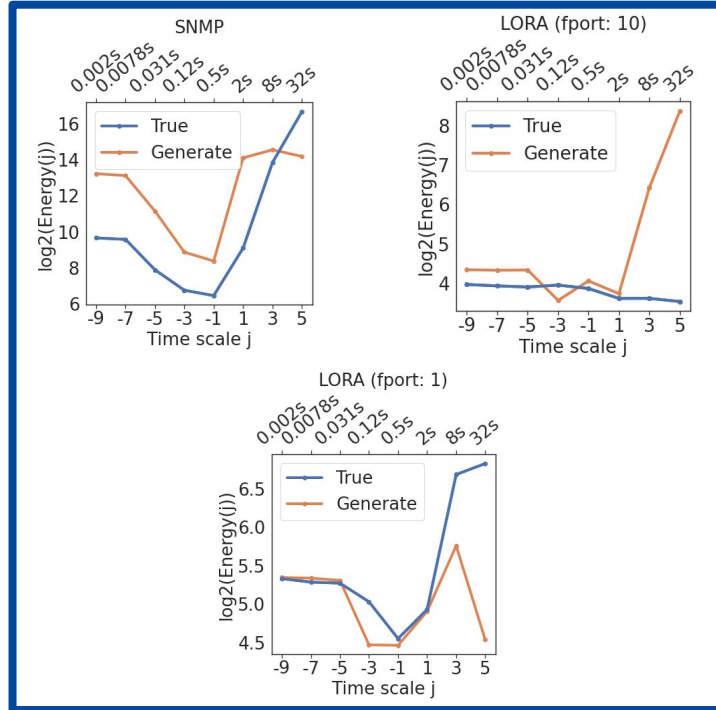 SNMP
0.002s 0.0078s 0.031s 0.12s 0.5s 2s 8s 32s
True
Generate
16
14
12
10
8
6
log2(Energy(j))
-9 -7 -5 -3 -1 1 3 5
Time scale j
LORA (fport: 10)
0.002s 0.0078s 0.031s 0.12s 0.5s 2s 8s 32s
True
Generate
8
7
6
5
4
log2(Energy(j))
-9 -7 -5 -3 -1 1 3 5
Time scale j
LORA (fport: 1)
0.002s 0.0078s 0.031s 0.12s 0.5s 2s 8s 32s
True
Generate
6.5
6.0
5.5
5.0
4.5
log2(Energy(j))
-9 -7 -5 -3 -1 1 3 5
Time scale j